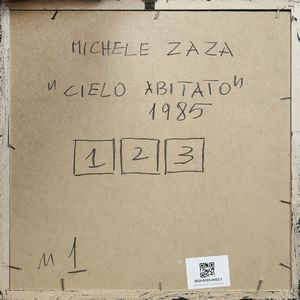 MICHELE ZAZA
"CIELO ABITATO"
1985
1 2 3
N 1